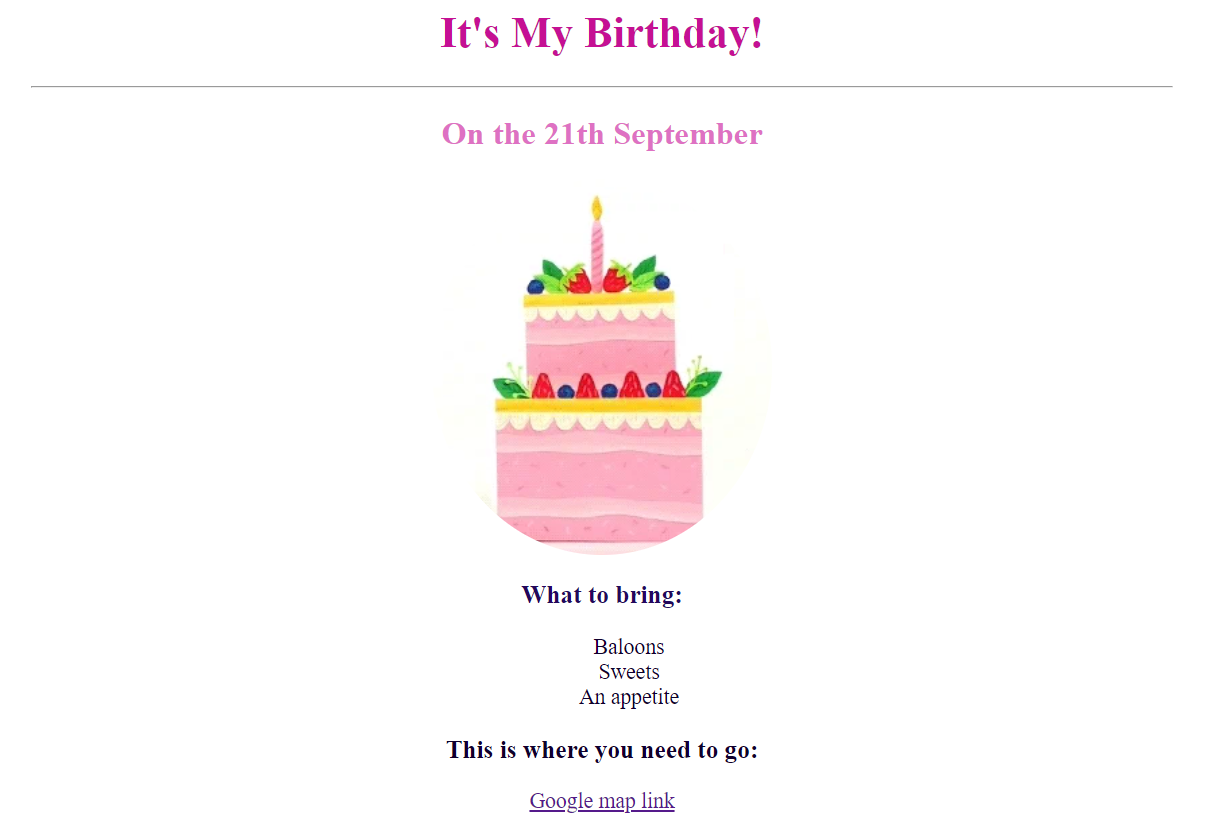 It's My Birthday!
On the 21th September
What to bring:
Baloons
Sweets
An appetite
This is where you need to go:
Google map link